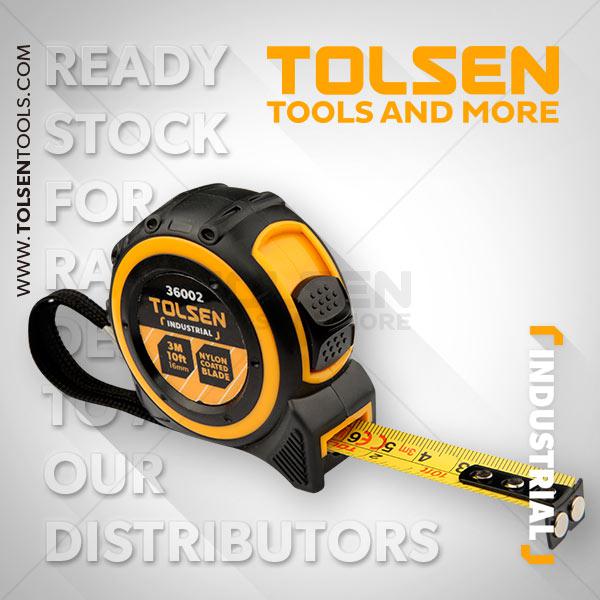 WWW.TOLSENTOOLS.COM
TOLSEN
TOOLS AND MORE
READY
STOCK
FOR
TO
OUR
DISTRIBUTORS
36002
TOLSEN
INDUSTRIAL
3M
10ft
16mm
NYLON
COATED
BLADE
INDUSTRIAL